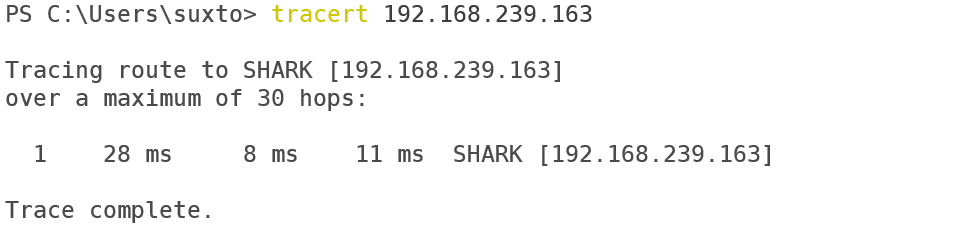 PS C:\Users\suxto> tracert 192.168.239.163
Tracing route to SHARK [192.168.239.163]
over a maximum of 30 hops:
1 28 ms 8 ms 11 ms SHARK [192.168.239.163]
Trace complete.